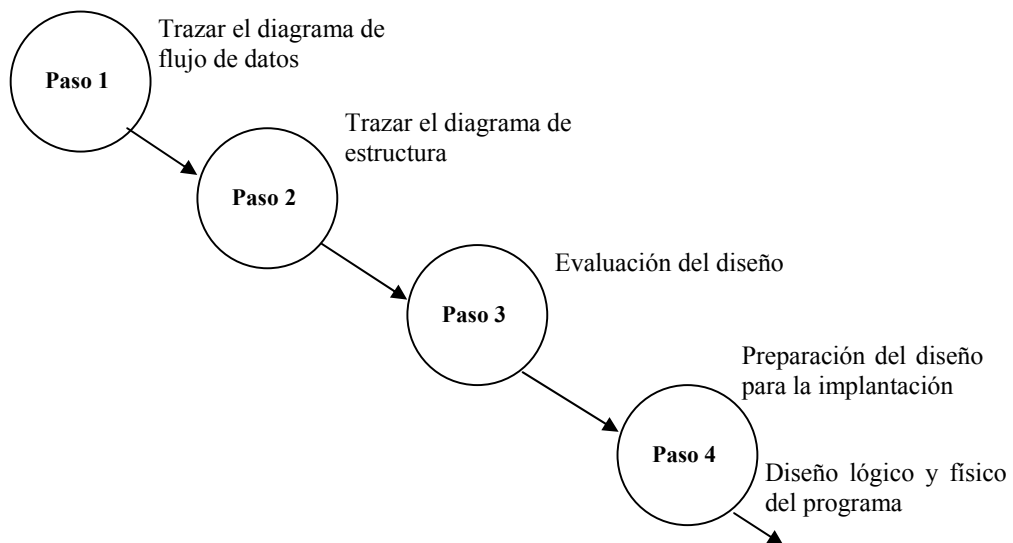 Trazar el diagrama de
flujo de datos
Paso 1
Trazar el diagrama de
estructura
Paso 2
Evaluación del diseño
Paso 3
Preparación del diseño
para la implantación
Paso 4
Diseño lógico y físico
del programa